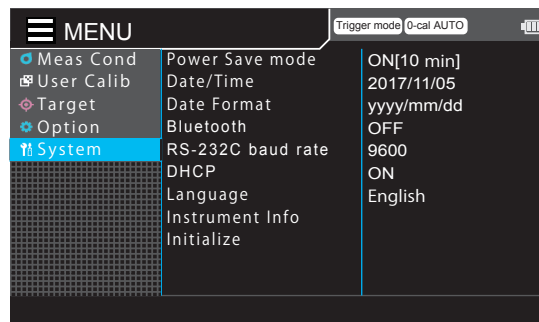 MENU Trigger mode 0-cal AUTO
Meas Cond Power Save mode ON[10 min]
User Calib Date/Time 2017/11/05
Target Date Format yyyy/mm/dd
Option Bluetooth OFF
System RS-232C baud rate 9600
DHCP ON
Language English
Instrument Info
Initialize